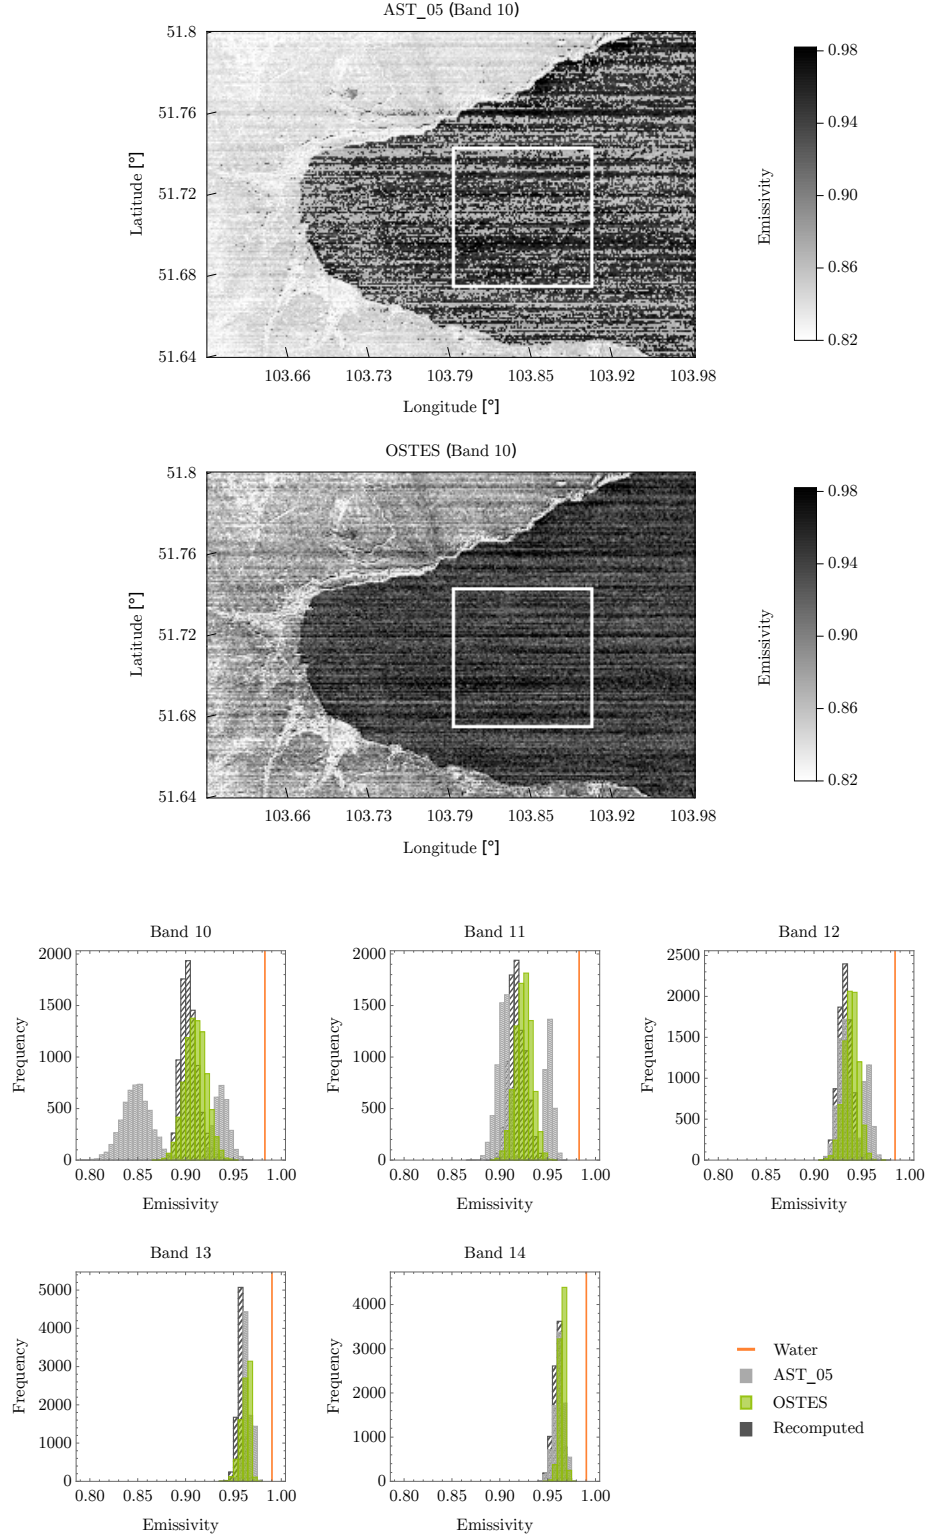 AST_05 (Band 10)
51.8
51.76
51.72
51.68
51.64
Latitude [°]
103.66 103.73 103.79 103.85 103.92 103.98
Longitude [°]
Emissivity
0.98
0.94
0.90
0.86
0.82
OSTES (Band 10)
51.8
51.76
51.72
51.68
51.64
Latitude [°]
103.66 103.73 103.79 103.85 103.92 103.98
Longitude [°]
Emissivity
0.98
0.94
0.90
0.86
0.82
Band 10
2000
1500
1000
500
0
Frequency
0.80 0.85 0.90 0.95 1.00
Emissivity
Band 11
2000
1500
1000
500
0
Frequency
0.80 0.85 0.90 0.95 1.00
Emissivity
Band 12
2500
2000
1500
1000
500
0
Frequency
0.80 0.85 0.90 0.95 1.00
Emissivity
Band 13
5000
4000
3000
2000
1000
0
Frequency
0.80 0.85 0.90 0.95 1.00
Emissivity
Band 14
4000
3000
2000
1000
0
Frequency
0.80 0.85 0.90 0.95 1.00
Emissivity
Water
AST_05
OSTES
Recomputed